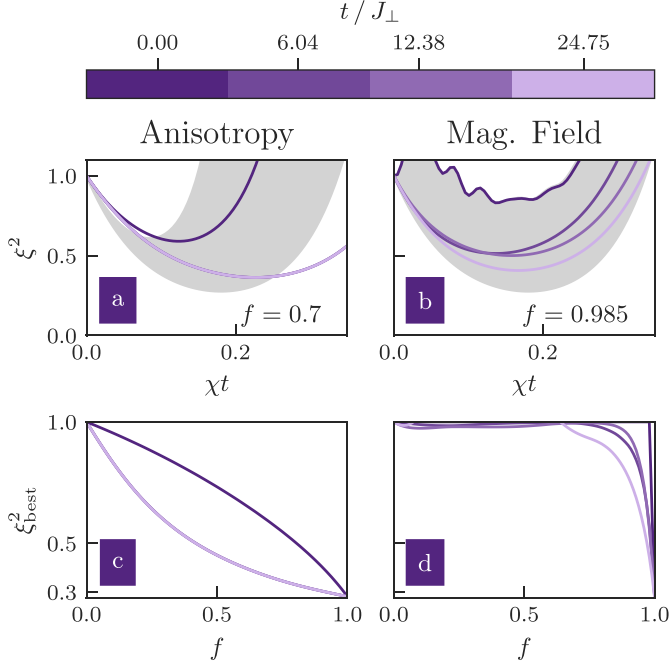 t / J⊥
0.00 6.04 12.38 24.75
Anisotropy Mag. Field
1.0 0.5 0.0
ξ²
a f = 0.7
b f = 0.985
0.0 0.2 0.0 0.2
χt χt
1.0 0.5 0.3
ξ²best
c d
0.0 0.5 1.0 0.0 0.5 1.0
f f